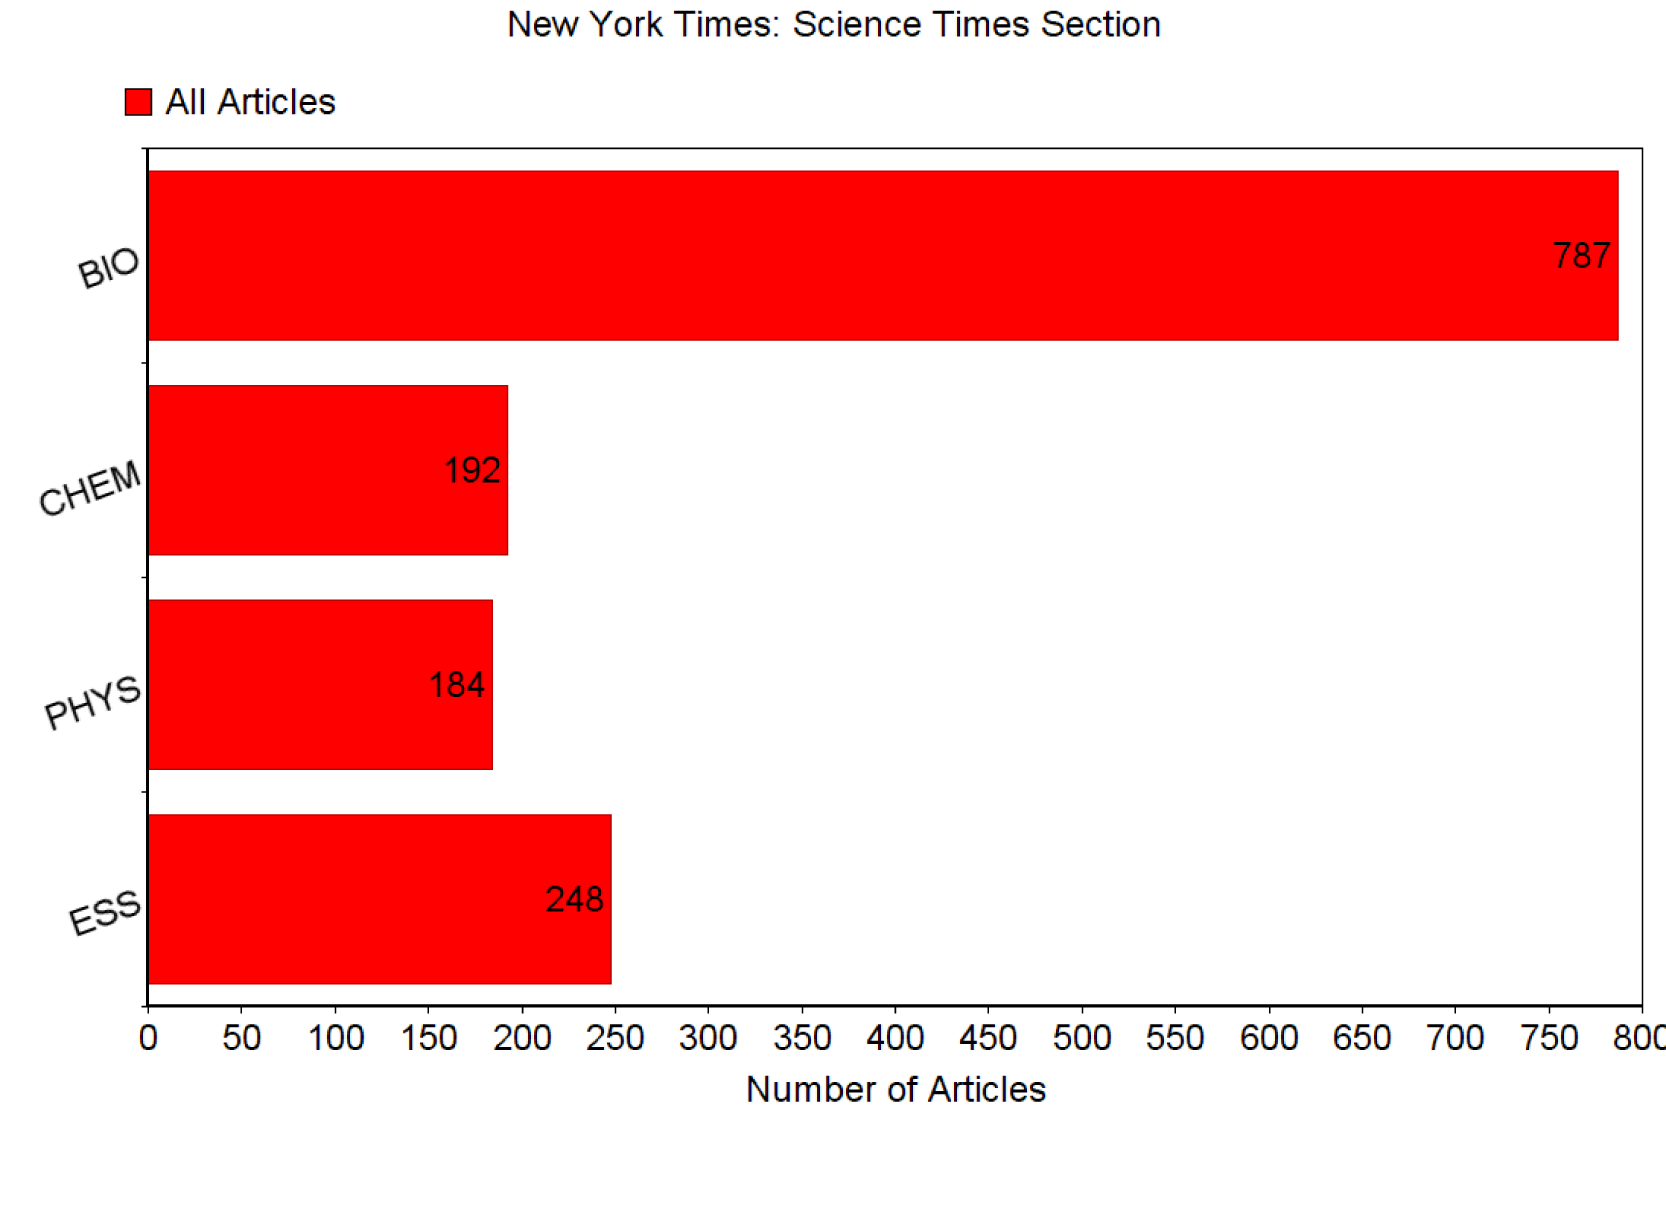 New York Times: Science Times Section
All Articles
BIO
787
CHEM
192
PHYS
184
ESS
248
0 50 100 150 200 250 300 350 400 450 500 550 600 650 700 750 800
Number of Articles